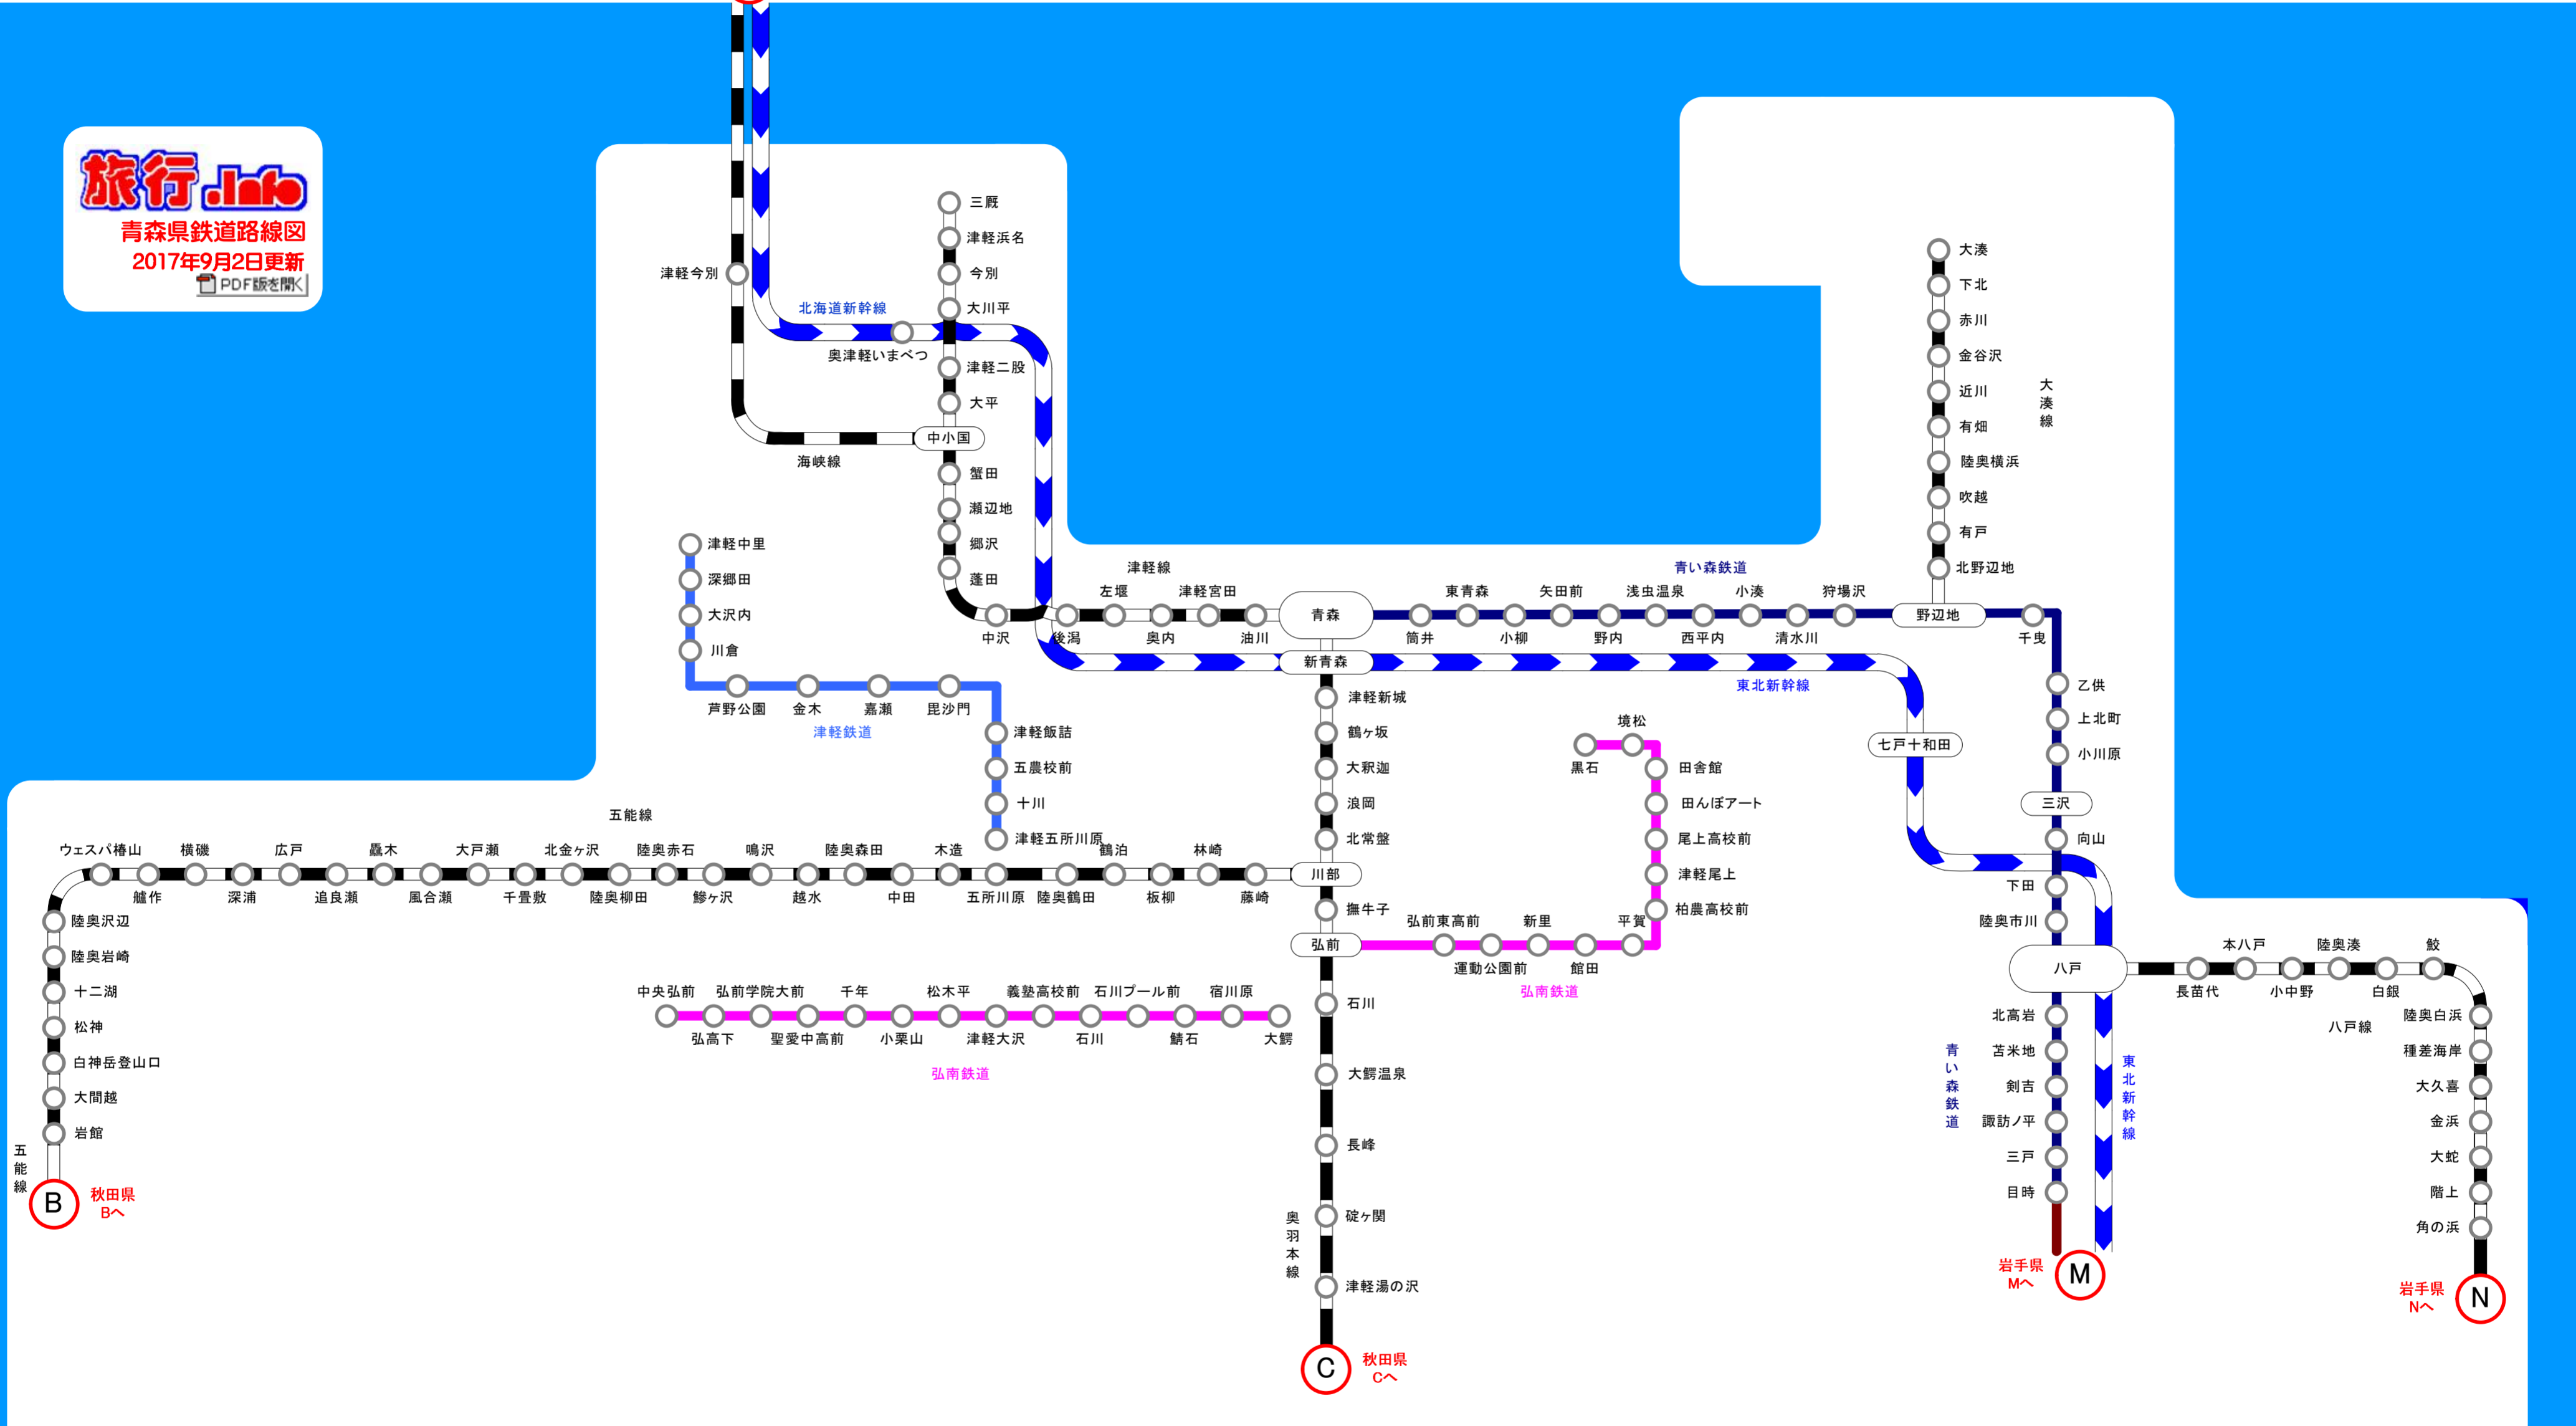 旅行.Info
青森県鉄道路線図
2017年9月2日更新
PDF版を開く
三厩
津軽浜名
津軽今別
今別
北海道新幹線
大川平
奥津軽いまべつ
津軽二股
大平
中小国
海峡線
蟹田
瀬辺地
郷沢
蓬田
大湊
下北
赤川
金谷沢
大湊線
近川
有畑
陸奥横浜
吹越
有戸
北野辺地
津軽中里
深郷田
大沢内
川倉
芦野公園
金木
嘉瀬
毘沙門
津軽鉄道
津軽飯詰
五農校前
十川
津軽五所川原
津軽線
中沢
後潟
左堰
奥内
津軽宮田
油川
青森
青い森鉄道
筒井
東青森
小柳
矢田前
野内
浅虫温泉
西平内
小湊
清水川
狩場沢
野辺地
千曳
新青森
東北新幹線
津軽新城
鶴ヶ坂
大釈迦
浪岡
北常盤
川部
撫牛子
弘前
境松
黒石
田舎館
田んぼアート
尾上高校前
津軽尾上
柏農高校前
七戸十和田
乙供
上北町
小川原
三沢
向山
下田
陸奥市川
八戸
五能線
ウェスパ椿山
艫作
横磯
深浦
広戸
追良瀬
驫木
風合瀬
大戸瀬
千畳敷
北金ヶ沢
陸奥柳田
陸奥赤石
鰺ヶ沢
鳴沢
越水
陸奥森田
中田
木造
五所川原
陸奥鶴田
鶴泊
板柳
林崎
藤崎
陸奥沢辺
陸奥岩崎
十二湖
松神
白神岳登山口
大間越
岩館
五能線
B
秋田県
Bへ
弘前東高前
運動公園前
新里
館田
平賀
弘南鉄道
中央弘前
弘高下
弘前学院大前
聖愛中高前
千年
小栗山
松木平
津軽大沢
義塾高校前
石川
石川プール前
鯖石
宿川原
大鰐
弘南鉄道
石川
大鰐温泉
長峰
碇ヶ関
奥羽本線
津軽湯の沢
C
秋田県
Cへ
長苗代
本八戸
小中野
陸奥湊
白銀
鮫
八戸線
陸奥白浜
種差海岸
大久喜
金浜
大蛇
階上
角の浜
岩手県
Nへ
N
北高岩
苫米地
剣吉
諏訪ノ平
三戸
目時
青い森鉄道
東北新幹線
岩手県
Mへ
M